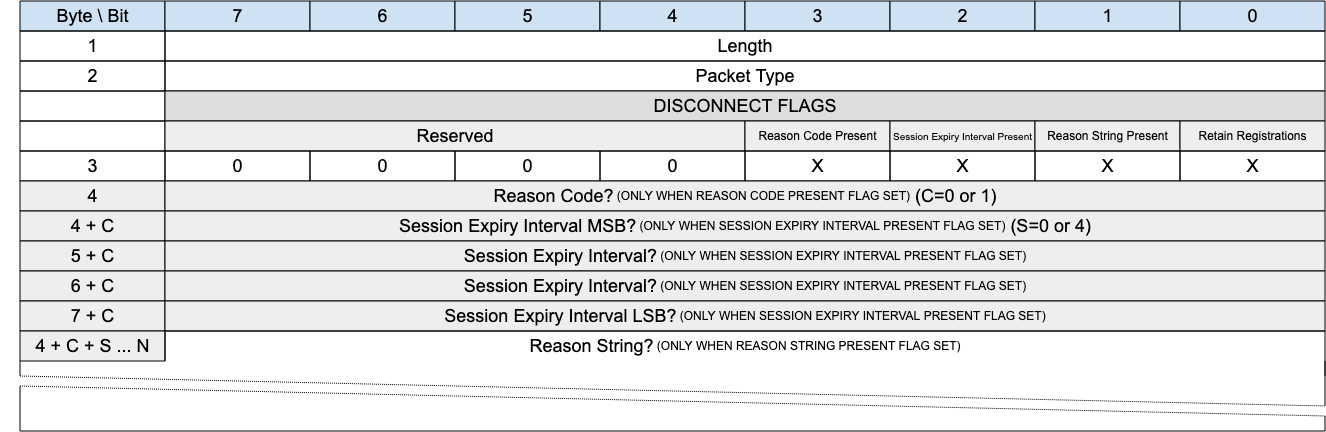 Byte \ Bit 7 6 5 4 3 2 1 0
1 Length
2 Packet Type
DISCONNECT FLAGS
Reserved Reason Code Present Session Expiry Interval Present Reason String Present Retain Registrations
3 0 0 0 0 X X X X
4 Reason Code? (ONLY WHEN REASON CODE PRESENT FLAG SET) (C=0 or 1)
4 + C Session Expiry Interval MSB? (ONLY WHEN SESSION EXPIRY INTERVAL PRESENT FLAG SET) (S=0 or 4)
5 + C Session Expiry Interval? (ONLY WHEN SESSION EXPIRY INTERVAL PRESENT FLAG SET)
6 + C Session Expiry Interval? (ONLY WHEN SESSION EXPIRY INTERVAL PRESENT FLAG SET)
7 + C Session Expiry Interval LSB? (ONLY WHEN SESSION EXPIRY INTERVAL PRESENT FLAG SET)
4 + C + S ... N Reason String? (ONLY WHEN REASON STRING PRESENT FLAG SET)